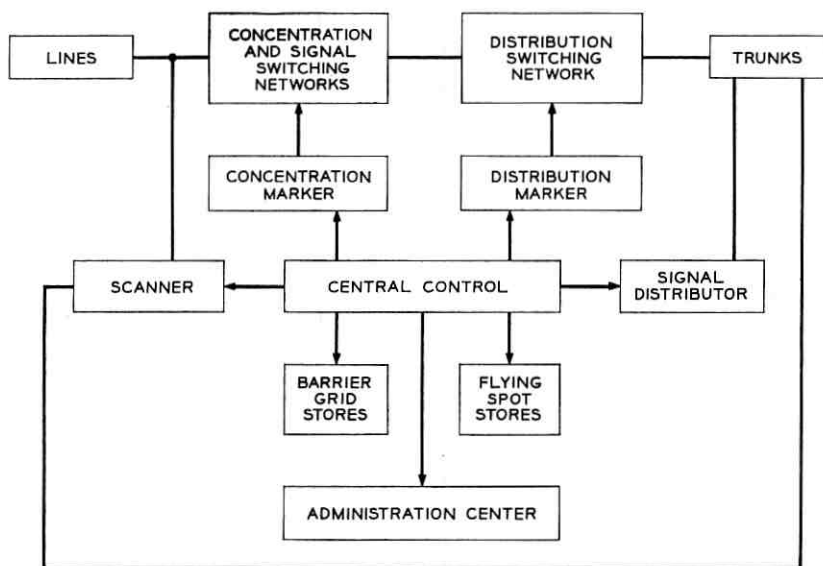 LINES
CONCENTRATION
AND SIGNAL
SWITCHING
NETWORKS
DISTRIBUTION
SWITCHING
NETWORK
TRUNKS
CONCENTRATION
MARKER
DISTRIBUTION
MARKER
SCANNER
CENTRAL CONTROL
SIGNAL
DISTRIBUTOR
BARRIER
GRID
STORES
FLYING
SPOT
STORES
ADMINISTRATION CENTER